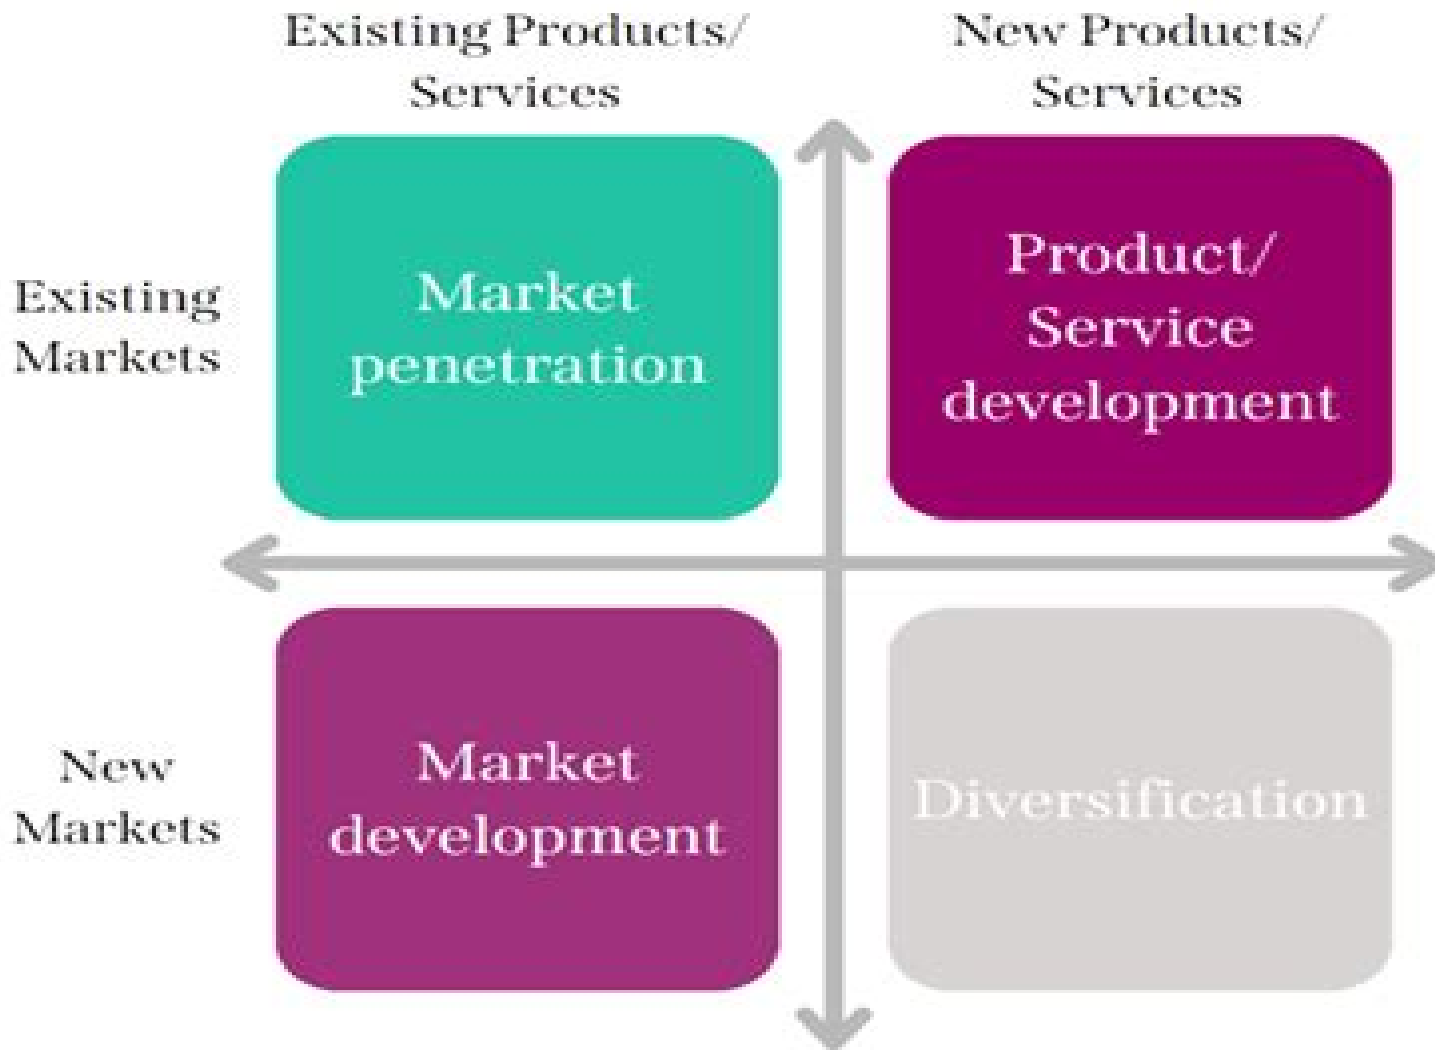 Existing Products/
Services
New Products/
Services
Existing
Markets
Market
penetration
Product/
Service
development
New
Markets
Market
development
Diversification